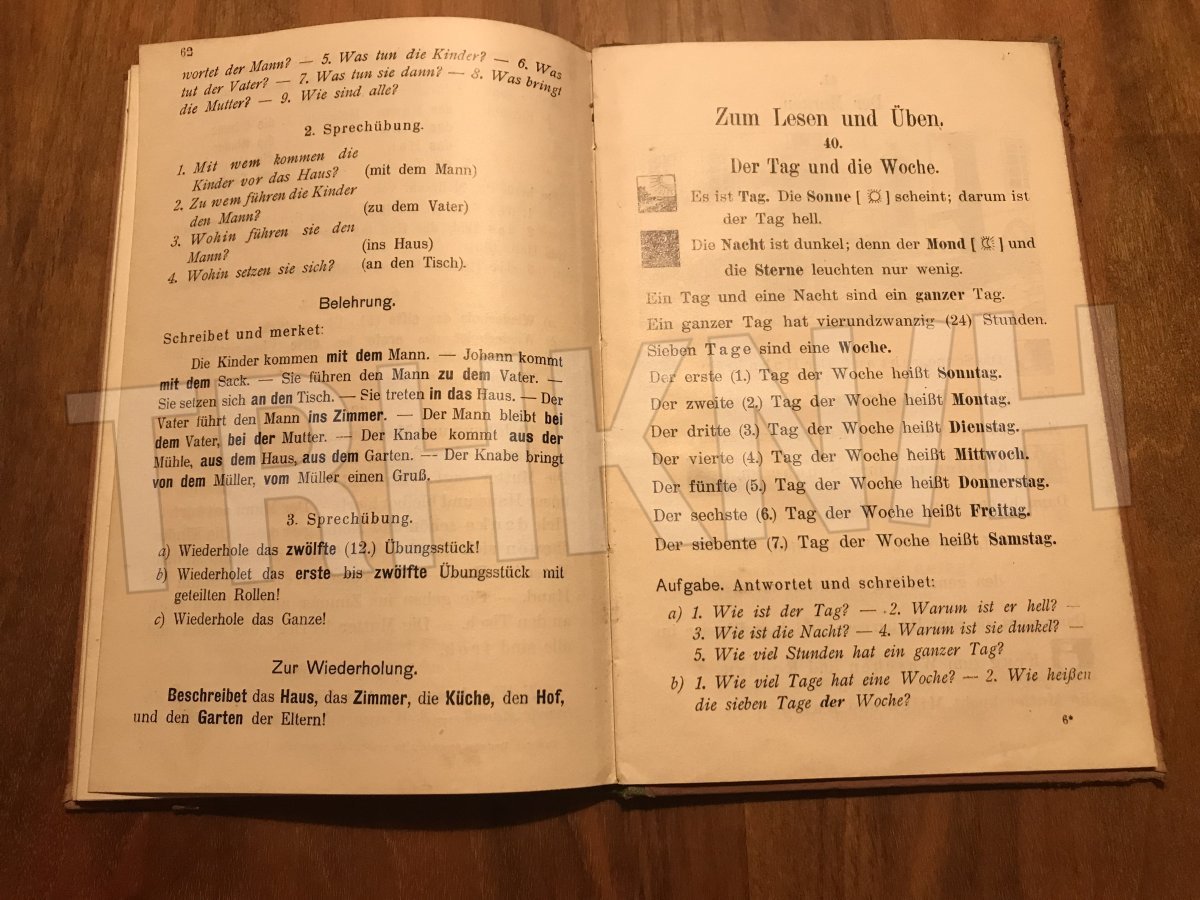 62
wortet der Mann? — 5. Was tun die Kinder? — 6. Was
tut der Vater? — 7. Was tun sie dann? — 8. Was bringt
die Mutter? — 9. Wie sind alle?
2. Sprechübung.
1. Mit wem kommen die
Kinder vor das Haus? (mit dem Mann)
2. Zu wem führen die Kinder
den Mann? (zu dem Vater)
3. Wohin führen sie den
Mann? (ins Haus)
4. Wohin setzen sie sich? (an den Tisch).
Belehrung.
Schreibet und merket:
Die Kinder kommen mit dem Mann. — Johann kommt
mit dem Sack. — Sie führen den Mann zu dem Vater. —
Sie setzen sich an den Tisch. — Sie treten in das Haus. — Der
Vater führt den Mann ins Zimmer. — Der Mann bleibt bei
dem Vater, bei der Mutter. — Der Knabe kommt aus der
Mühle, aus dem Haus, aus dem Garten. — Der Knabe bringt
von dem Müller, vom Müller einen Gruß.
3. Sprechübung.
a) Wiederhole das zwölfte (12.) Übungsstück!
b) Wiederholet das erste bis zwölfte Übungsstück mit
geteilten Rollen!
c) Wiederhole das Ganze!
Zur Wiederholung.
Beschreibet das Haus, das Zimmer, die Küche, den Hof,
und den Garten der Eltern!
Zum Lesen und Üben.
40.
Der Tag und die Woche.
Es ist Tag. Die Sonne [ ] scheint; darum ist
der Tag hell.
Die Nacht ist dunkel; denn der Mond [ ] und
die Sterne leuchten nur wenig.
Ein Tag und eine Nacht sind ein ganzer Tag.
Ein ganzer Tag hat vierundzwanzig (24) Stunden.
Sieben Tage sind eine Woche.
Der erste (1.) Tag der Woche heißt Sonntag.
Der zweite (2.) Tag der Woche heißt Montag.
Der dritte (3.) Tag der Woche heißt Dienstag.
Der vierte (4.) Tag der Woche heißt Mittwoch.
Der fünfte (5.) Tag der Woche heißt Donnerstag.
Der sechste (6.) Tag der Woche heißt Freitag.
Der siebente (7.) Tag der Woche heißt Samstag.
Aufgabe. Antwortet und schreibet:
a) 1. Wie ist der Tag? — 2. Warum ist er hell? —
3. Wie ist die Nacht? — 4. Warum ist sie dunkel? —
5. Wie viel Stunden hat ein ganzer Tag?
b) 1. Wie viel Tage hat eine Woche? — 2. Wie heißen
die sieben Tage der Woche?
6*